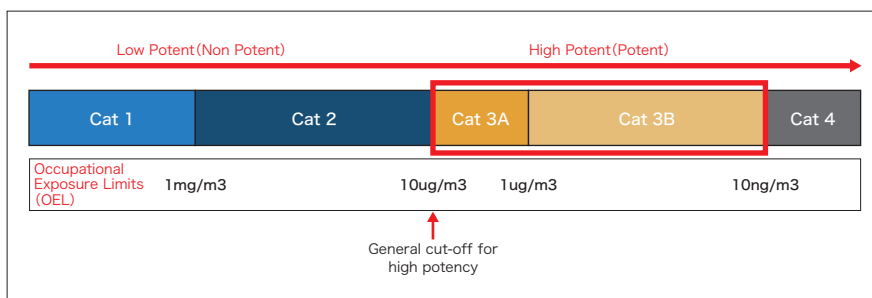 Low Potent(Non Potent) High Potent(Potent)
Cat 1 Cat 2 Cat 3A Cat 3B Cat 4
Occupational
Exposure Limits
(OEL)
1mg/m3 10ug/m3 1ug/m3 10ng/m3
General cut-off for
high potency